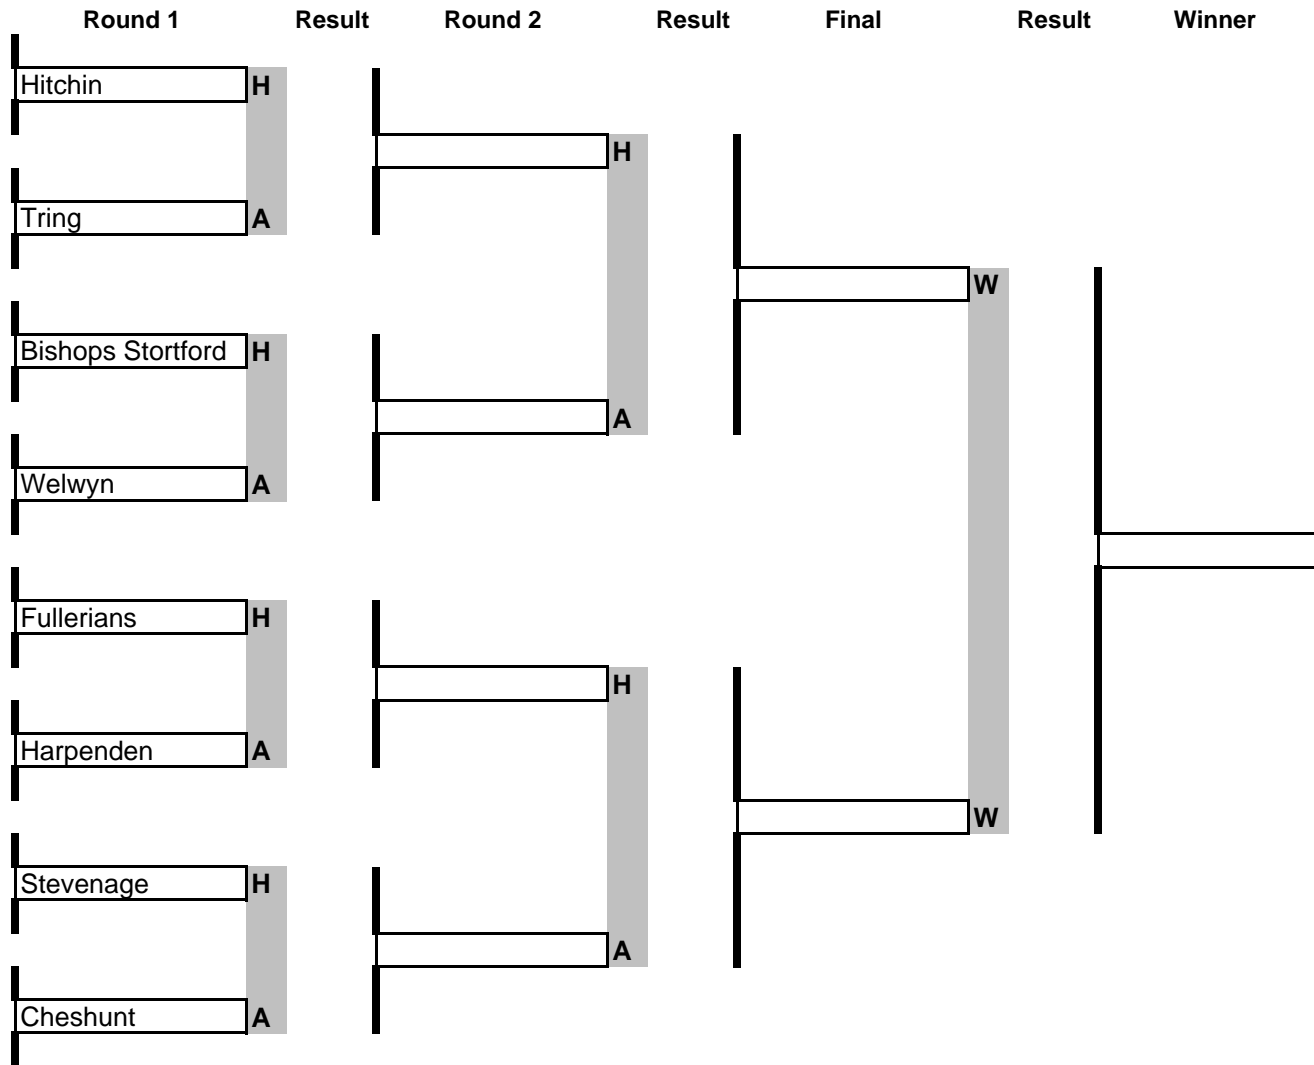 Round 1 Result Round 2 Result Final Result Winner
Hitchin H
H
Tring A
W
Bishops Stortford H
A
Welwyn A
Fullerians H
H
Harpenden A
W
Stevenage H
A
Cheshunt A